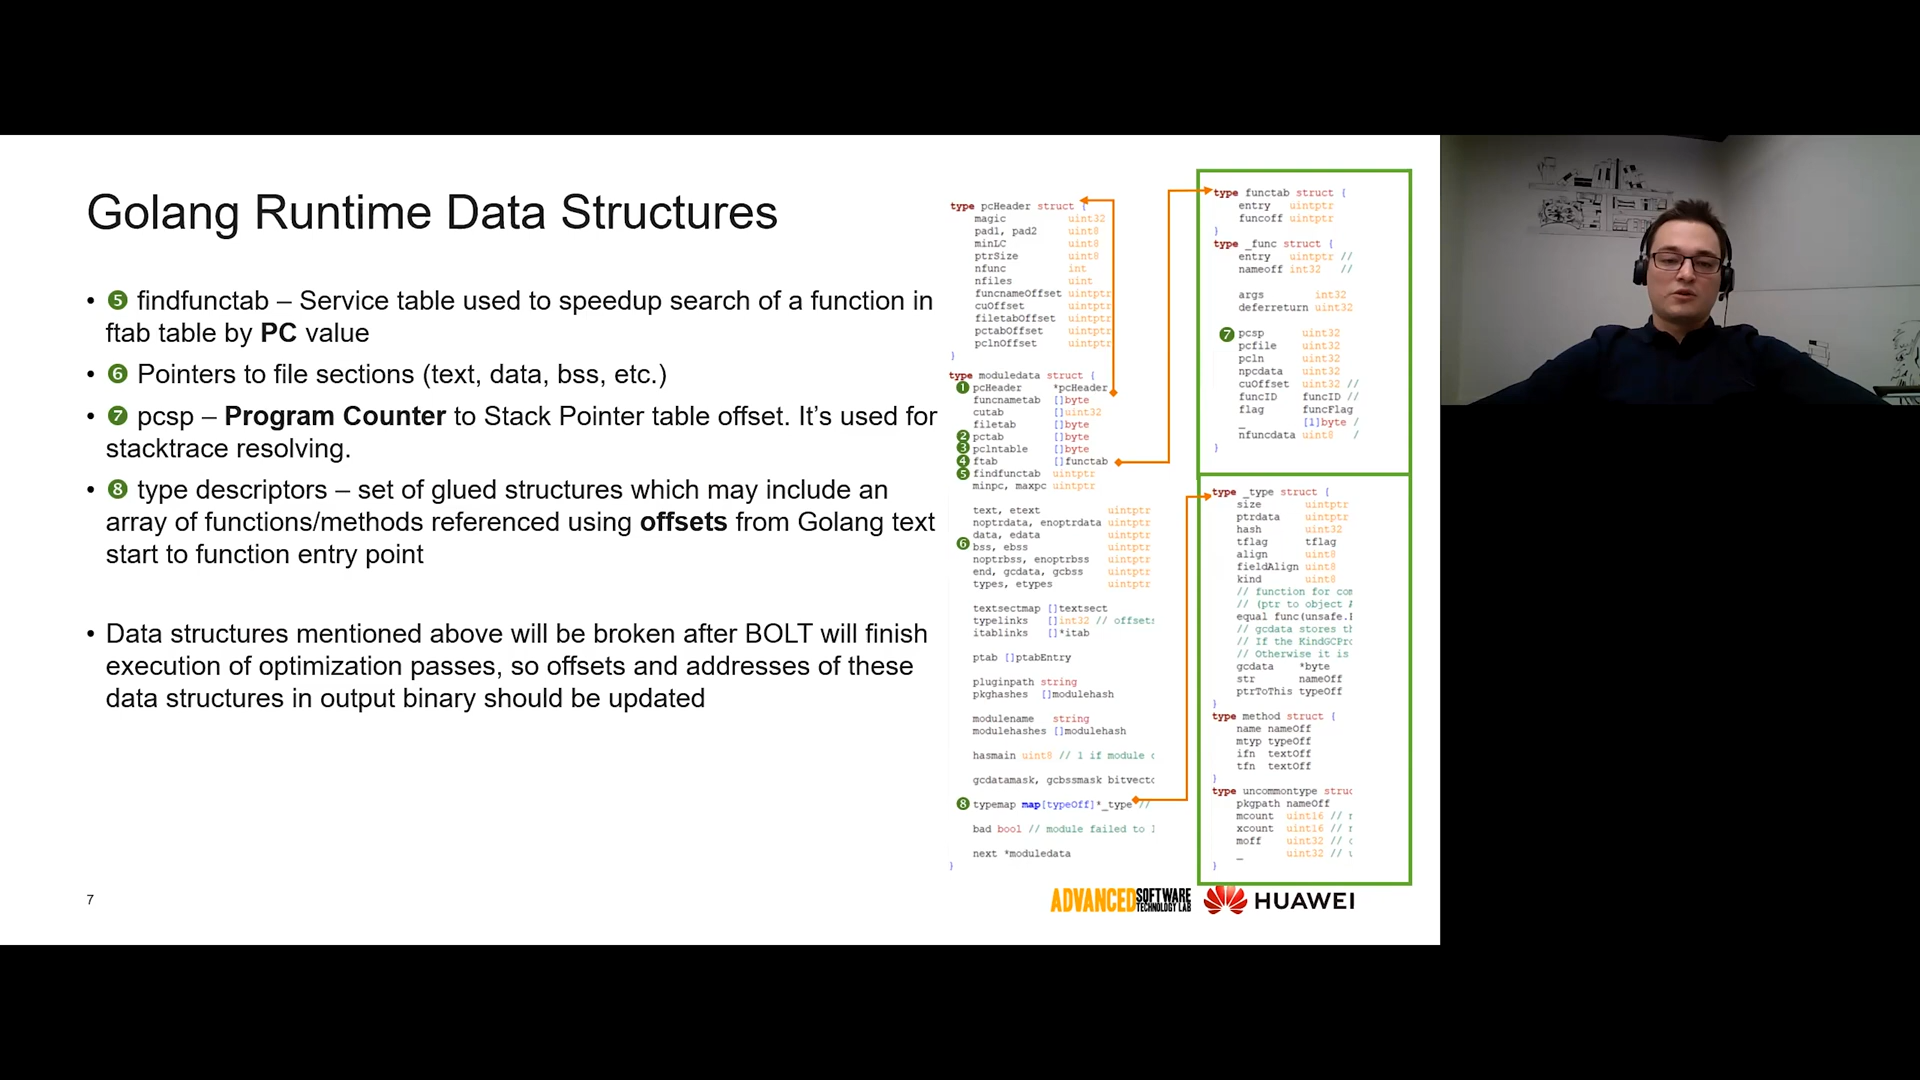 Golang Runtime Data Structures
• ❺ findfunctab – Service table used to speedup search of a function in
ftab table by PC value
• ❻ Pointers to file sections (text, data, bss, etc.)
• ❼ pcsp – Program Counter to Stack Pointer table offset. It’s used for
stacktrace resolving.
• ❽ type descriptors – set of glued structures which may include an
array of functions/methods referenced using offsets from Golang text
start to function entry point
• Data structures mentioned above will be broken after BOLT will finish
execution of optimization passes, so offsets and addresses of these
data structures in output binary should be updated
type pcHeader struct {
magic uint32
pad1, pad2 uint8
minLC uint8
ptrSize uint8
nfunc int
nfiles uint
funcnameOffset uintptr
cuOffset uintptr
filetabOffset uintptr
pctabOffset uintptr
pclnOffset uintptr
}
type moduledata struct {
❶ pcHeader *pcHeader
funcnametab []byte
cutab []uint32
filetab []byte
❷ pctab []byte
❸ pclntable []byte
❹ ftab []functab
❺ findfunctab uintptr
minpc, maxpc uintptr
text, etext uintptr
noptrdata, enoptrdata uintptr
data, edata uintptr
❻ bss, ebss uintptr
noptrbss, enoptrbss uintptr
end, gcdata, gcbss uintptr
types, etypes uintptr
textsectmap []textsect
typelinks []int32 // offsets
itablinks []*itab
ptab []ptabEntry
pluginpath string
pkghashes []modulehash
modulename string
modulehashes []modulehash
hasmain uint8 // 1 if module
gcdatamask, gcbssmask
❽ typemap map[typeOff]*_type //
bad bool // module failed to
next *moduledata
}
type functab struct {
entry uintptr
funcoff uintptr
}
type _func struct {
entry uintptr //
nameoff int32 //
args int32
deferreturn uint32
❼ pcsp uint32
pcfile uint32
pcln uint32
npcdata uint32
cuOffset uint32 //
funcID funcID //
flag funcFlag
_ [1]byte /
nfuncdata uint8 /
}
type _type struct {
size uintptr
ptrdata uintptr
hash uint32
tflag tflag
align uint8
fieldAlign uint8
kind uint8
// function for com
// (ptr to object
equal func(unsafe.
// gcdata stores
// If the
// Otherwise it is
gcdata *byte
str nameOff
ptrToThis typeOff
}
type method struct {
name nameOff
mtyp typeOff
ifn textOff
tfn textOff
}
type uncommontype
pkgpath nameOff
mcount uint16 //
xcount uint16 //
moff uint32 //
_ uint32 //
}
7
ADVANCED SOFTWARE
TECHNOLOGY LAB
HUAWEI